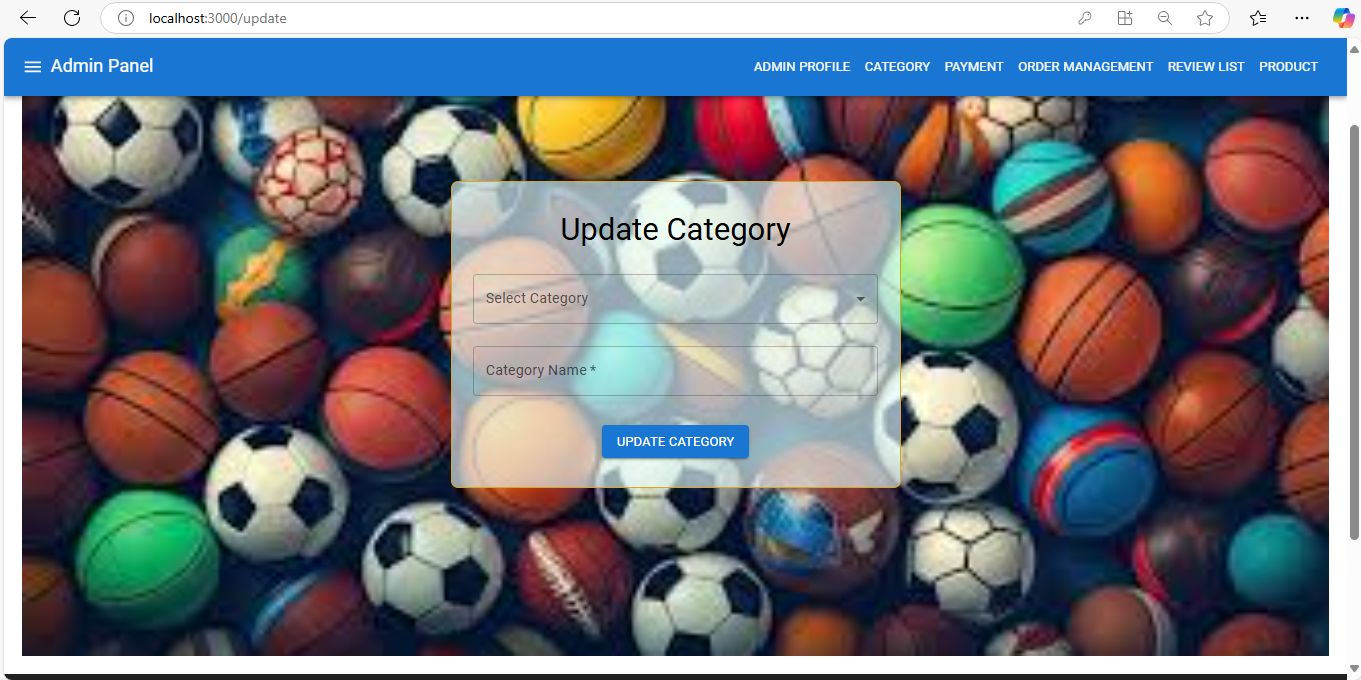 localhost:3000/update
Admin Panel
ADMIN PROFILE CATEGORY PAYMENT ORDER MANAGEMENT REVIEW LIST PRODUCT
Update Category
Select Category
Category Name *
UPDATE CATEGORY